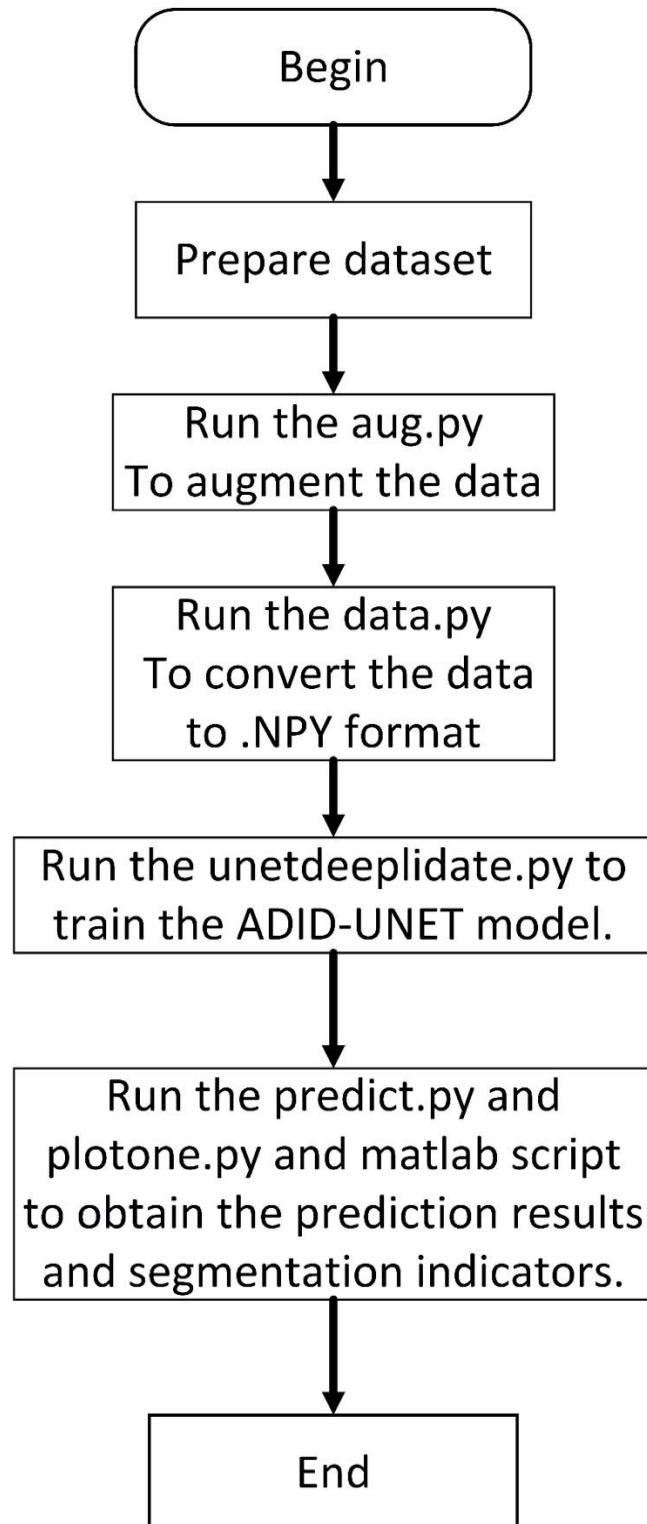 Begin
Prepare dataset
Run the aug.py
To augment the data
Run the data.py
To convert the data
to .NPY format
Run the unetdeeplidate.py to
train the ADID-UNET model.
Run the predict.py and
plotone.py and matlab script
to obtain the prediction results
and segmentation indicators.
End